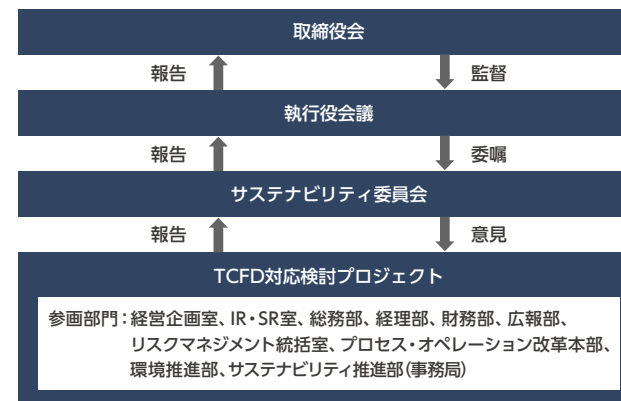 取締役会
報告 監督
執行役会議
報告 委嘱
サステナビリティ委員会
報告 意見
TCFD対応検討プロジェクト
参画部門：経営企画室、IR・SR室、総務部、経理部、財務部、広報部、
リスクマネジメント統括室、プロセス・オペレーション改革本部、
環境推進部、サステナビリティ推進部（事務局）